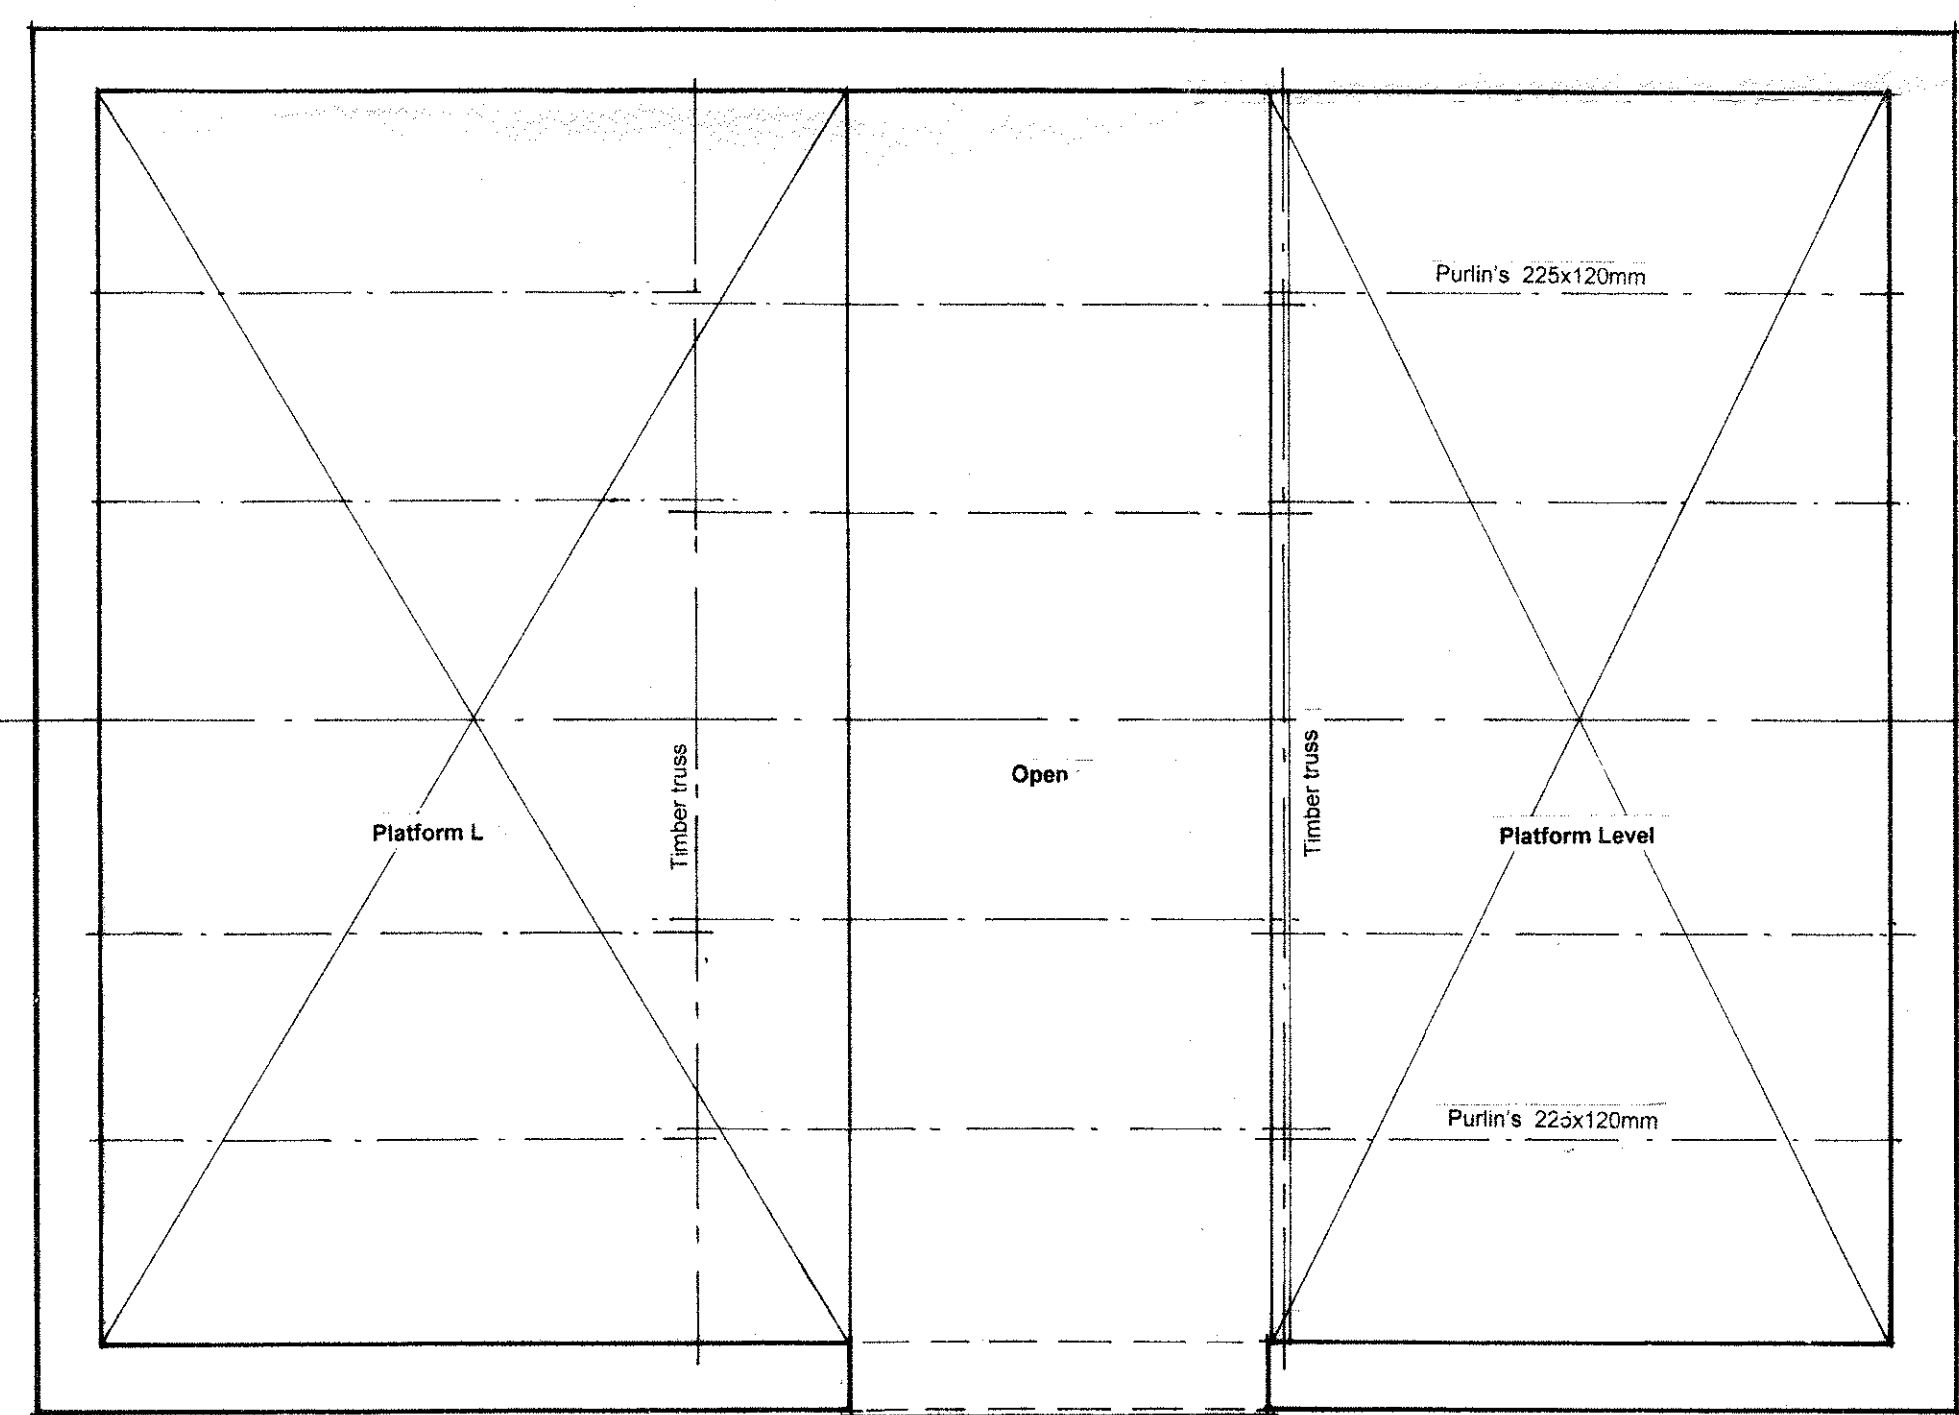 Purlin's 225x120mm
Timber truss
Open
Timber truss
Platform L
Platform Level
Purlin's 225x120mm